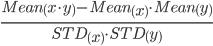 Mean(x · y) − Mean(x) · Mean(y)
STD(x) · STD(y)